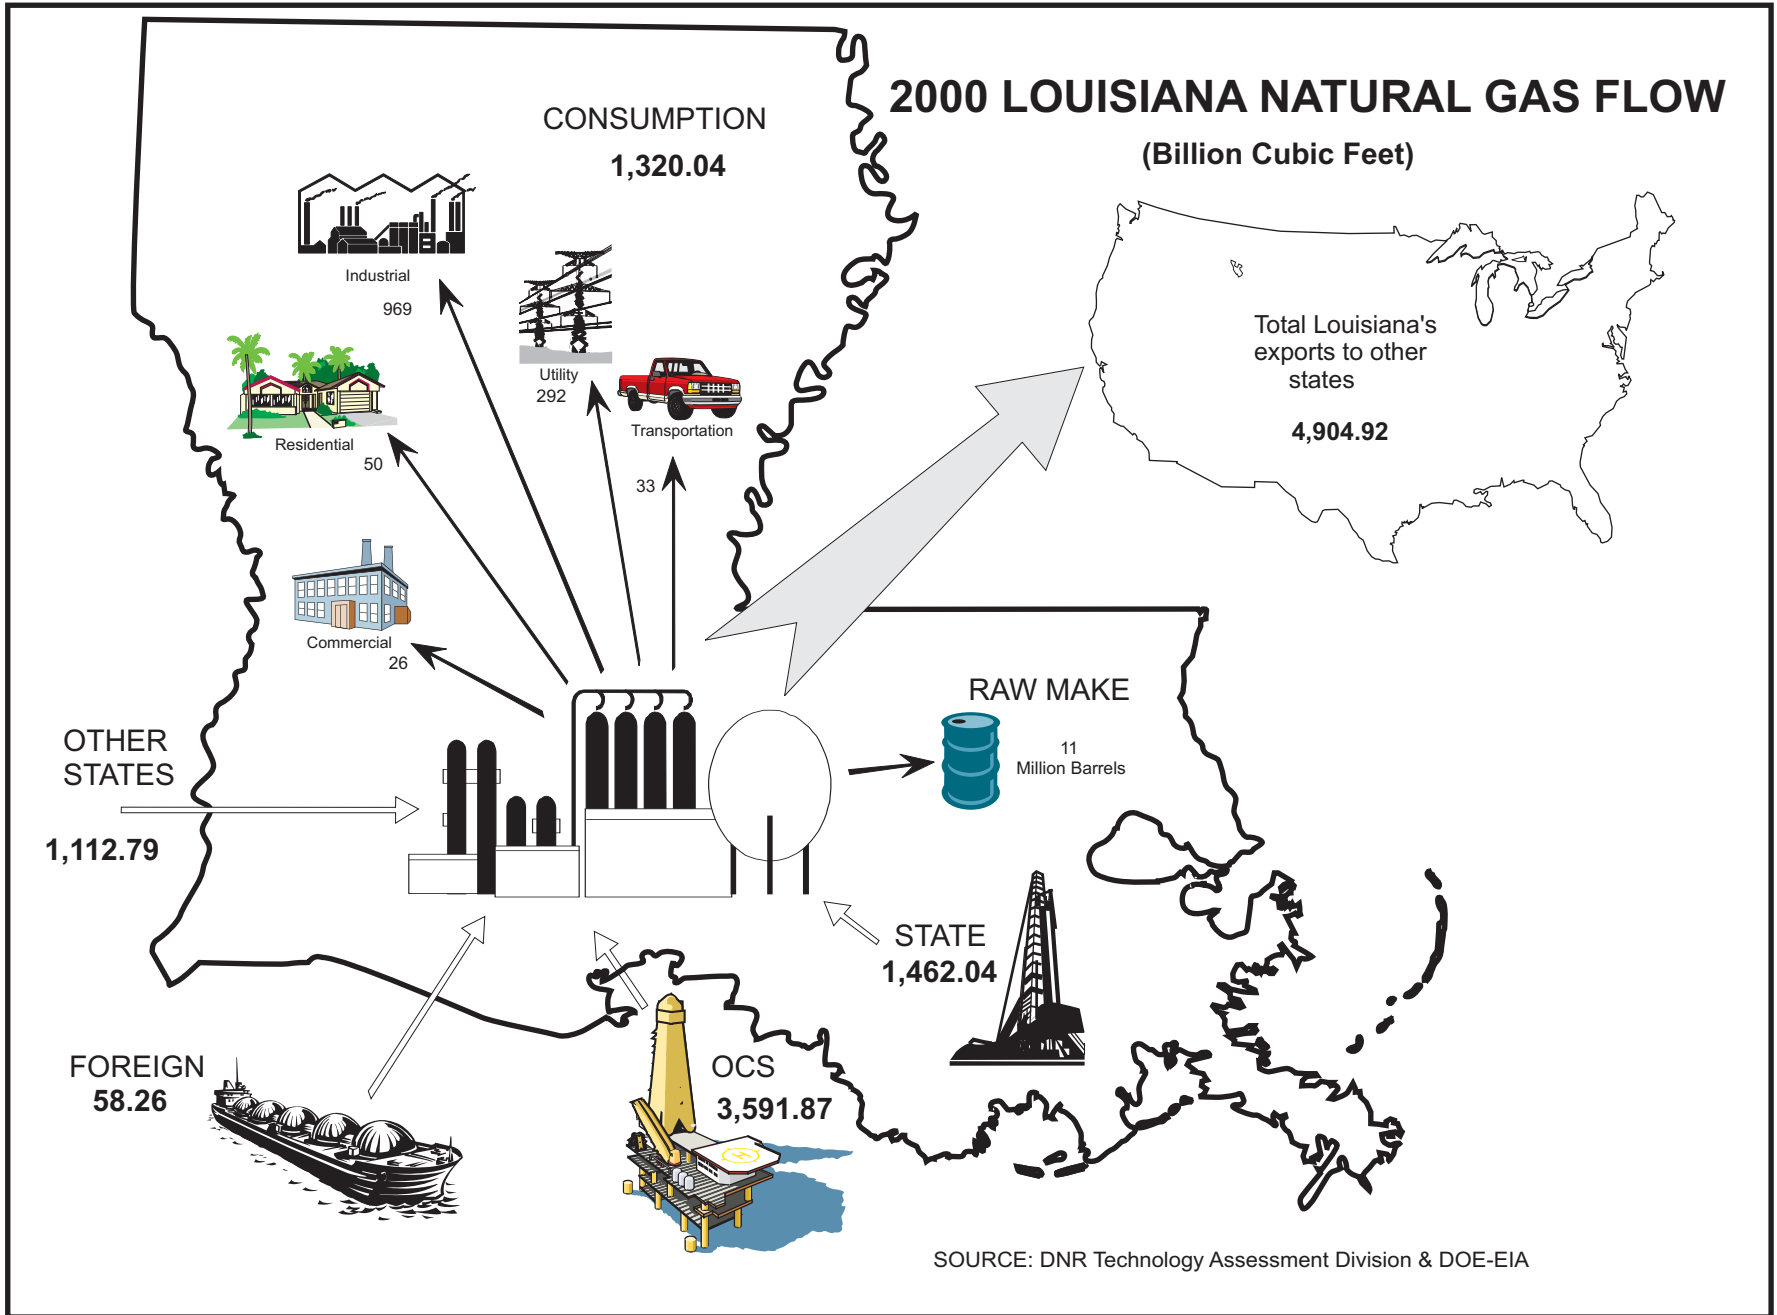 2000 LOUISIANA NATURAL GAS FLOW
(Billion Cubic Feet)
CONSUMPTION
1,320.04
Industrial
969
Utility
292
Transportation
33
Residential
50
Commercial
26
Total Louisiana's
exports to other
states
4,904.92
RAW MAKE
11
Million Barrels
OTHER
STATES
1,112.79
STATE
1,462.04
FOREIGN
58.26
OCS
3,591.87
H
SOURCE: DNR Technology Assessment Division & DOE-EIA